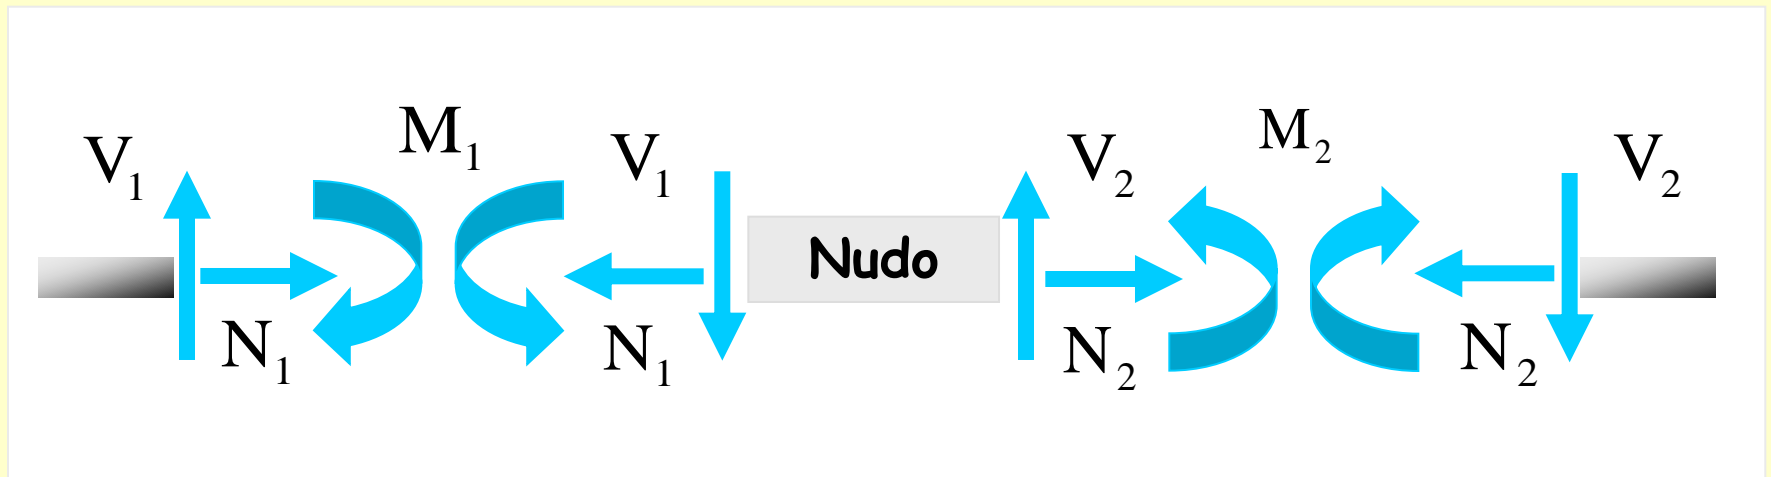 V₁ M₁ V₁ V₂ M₂ V₂
Nudo
N₁ N₁ N₂ N₂